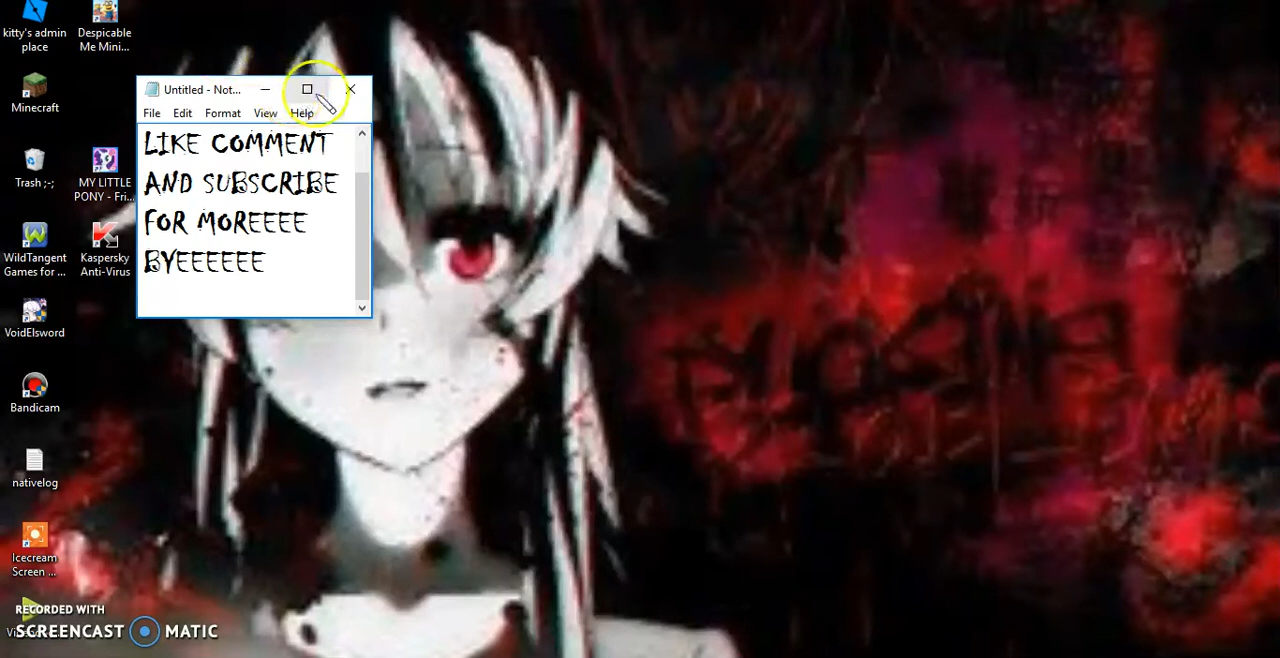 kitty's admin
place
Despicable
Me Mini...
Minecraft
Trash ;-;
MY LITTLE
PONY - Fri...
WildTangent
Games for ...
Kaspersky
Anti-Virus
VoidElsword
Bandicam
nativelog
Icecream
Screen ...
Untitled - Not...
File Edit Format View Help
LIKE COMMENT
AND SUBSCRIBE
FOR MOREEEE
BYEEEEEE
RECORDED WITH
SCREENCAST MATIC